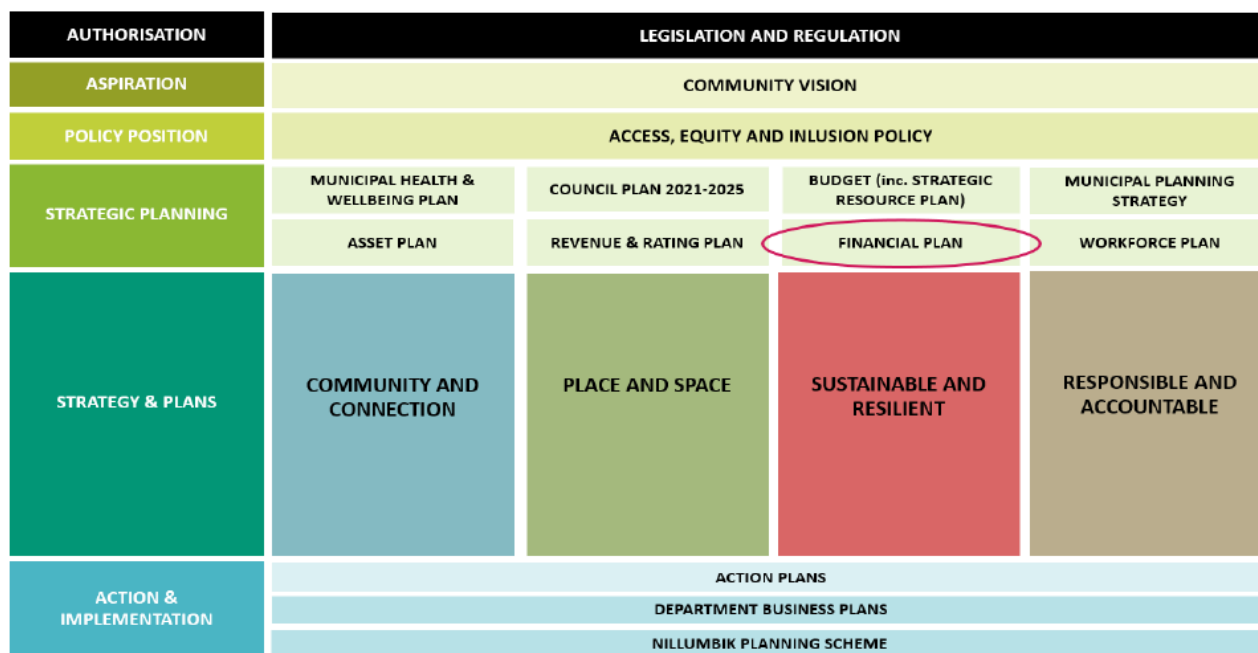 AUTHORISATION
LEGISLATION AND REGULATION
ASPIRATION
COMMUNITY VISION
POLICY POSITION
ACCESS, EQUITY AND INLUSION POLICY
STRATEGIC PLANNING
MUNICIPAL HEALTH &
WELLBEING PLAN
COUNCIL PLAN 2021-2025
BUDGET (inc. STRATEGIC
RESOURCE PLAN)
MUNICIPAL PLANNING
STRATEGY
ASSET PLAN
REVENUE & RATING PLAN
FINANCIAL PLAN
WORKFORCE PLAN
STRATEGY & PLANS
COMMUNITY AND
CONNECTION
PLACE AND SPACE
SUSTAINABLE AND
RESILIENT
RESPONSIBLE AND
ACCOUNTABLE
ACTION &
IMPLEMENTATION
ACTION PLANS
DEPARTMENT BUSINESS PLANS
NILLUMBIK PLANNING SCHEME